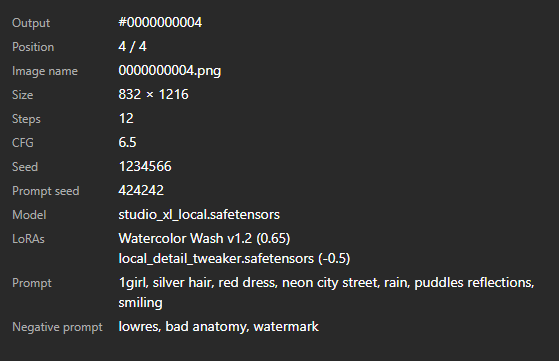 Output #0000000004
Position 4 / 4
Image name 0000000004.png
Size 832 × 1216
Steps 12
CFG 6.5
Seed 1234566
Prompt seed 424242
Model studio_xl_local.safetensors
LoRAs Watercolor Wash v1.2 (0.65)
local_detail_tweaker.safetensors (-0.5)
Prompt 1girl, silver hair, red dress, neon city street, rain, puddles reflections,
smiling
Negative prompt lowres, bad anatomy, watermark